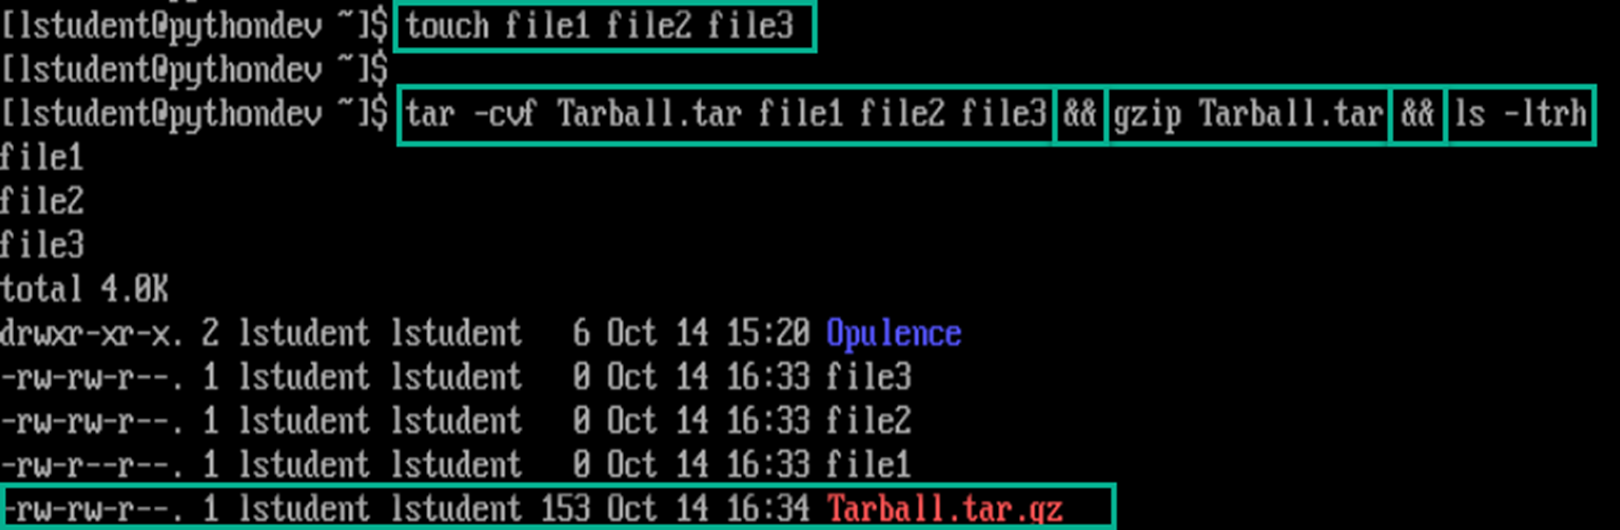 [lstudent@pythondev ~]$ touch file1 file2 file3
[lstudent@pythondev ~]$
[lstudent@pythondev ~]$ tar -cvf Tarball.tar file1 file2 file3 && gzip Tarball.tar && ls -ltrh
file1
file2
file3
total 4.0K
drwxr-xr-x. 2 lstudent lstudent   6 Oct 14 15:20 Opulence
-rw-rw-r--. 1 lstudent lstudent   0 Oct 14 16:33 file3
-rw-rw-r--. 1 lstudent lstudent   0 Oct 14 16:33 file2
-rw-r--r--. 1 lstudent lstudent   0 Oct 14 16:33 file1
-rw-rw-r--. 1 lstudent lstudent 153 Oct 14 16:34 Tarball.tar.gz